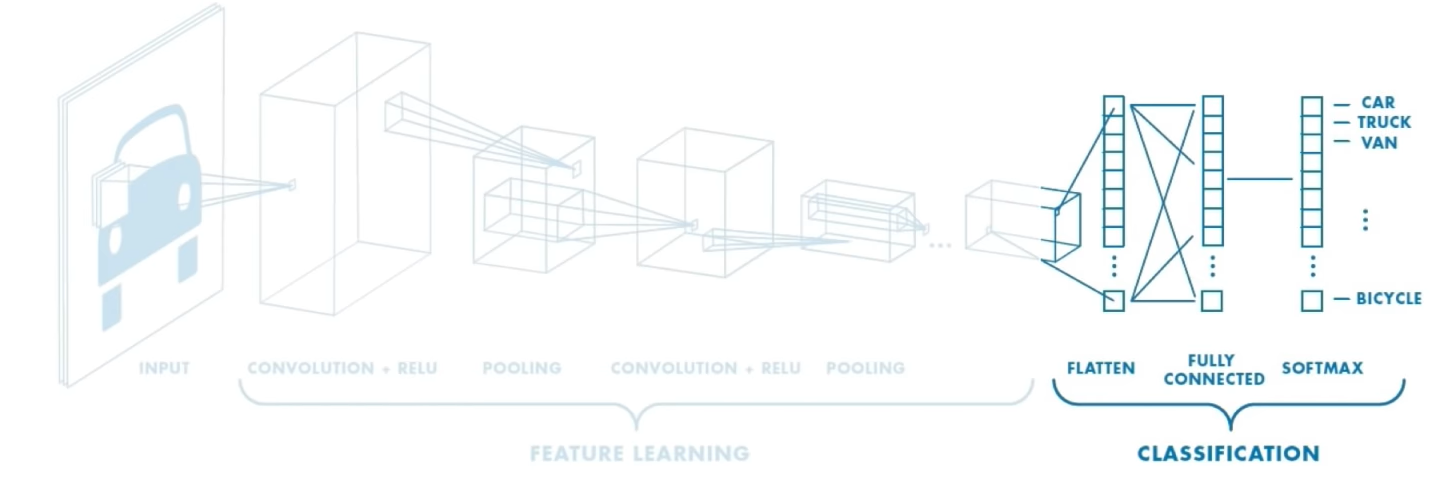 CAR
TRUCK
VAN
BICYCLE
INPUT
CONVOLUTION + RELU
POOLING
CONVOLUTION + RELU
POOLING
FLATTEN
FULLY
CONNECTED
SOFTMAX
FEATURE LEARNING
CLASSIFICATION